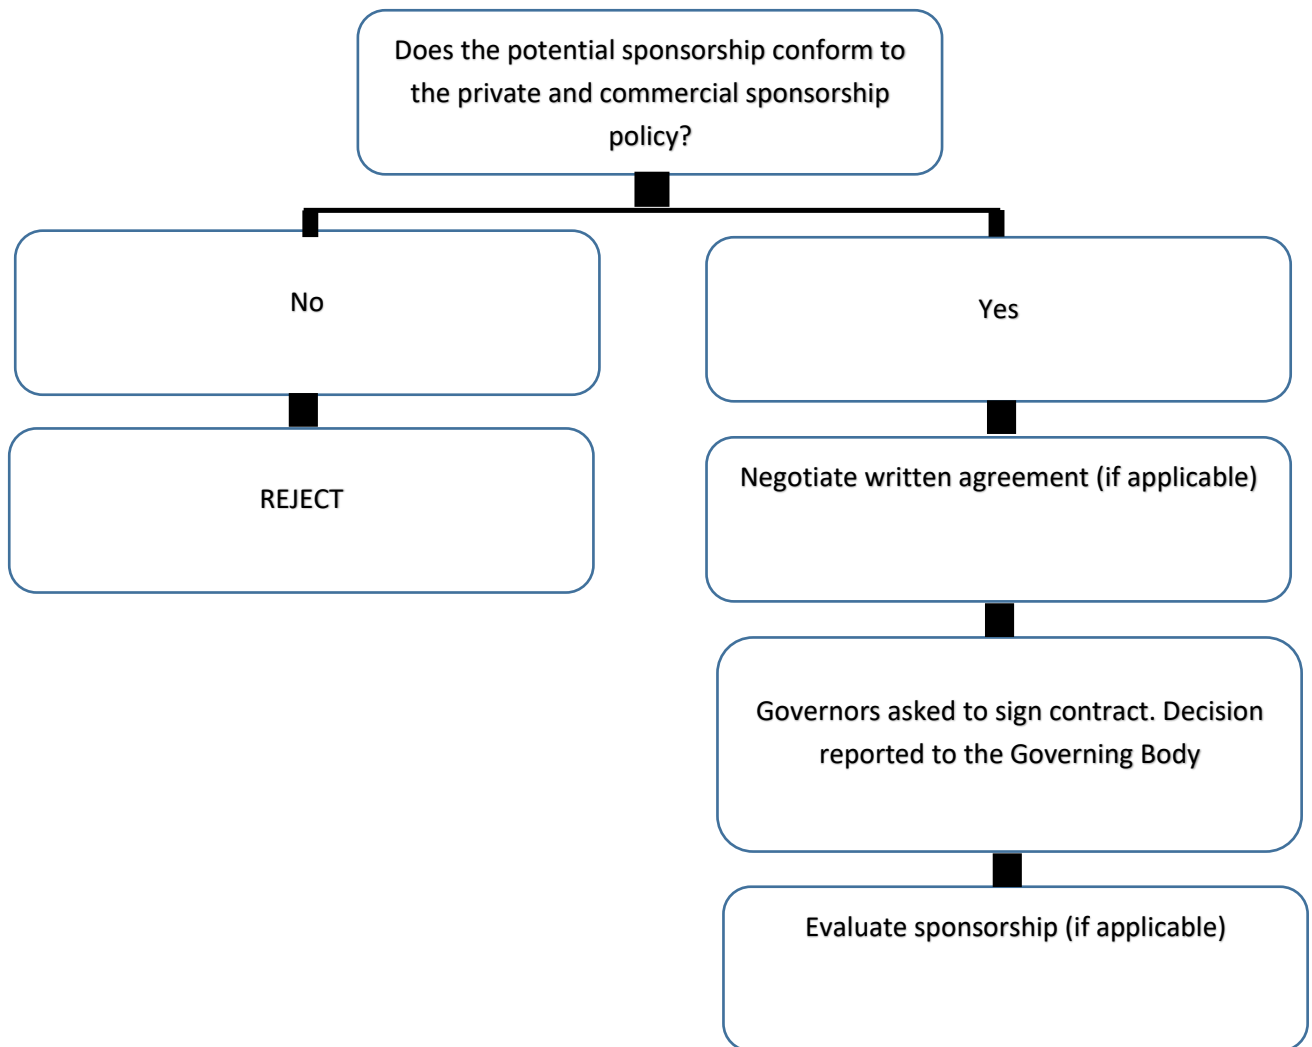 Does the potential sponsorship conform to
the private and commercial sponsorship
policy?
No
Yes
REJECT
Negotiate written agreement (if applicable)
Governors asked to sign contract. Decision
reported to the Governing Body
Evaluate sponsorship (if applicable)